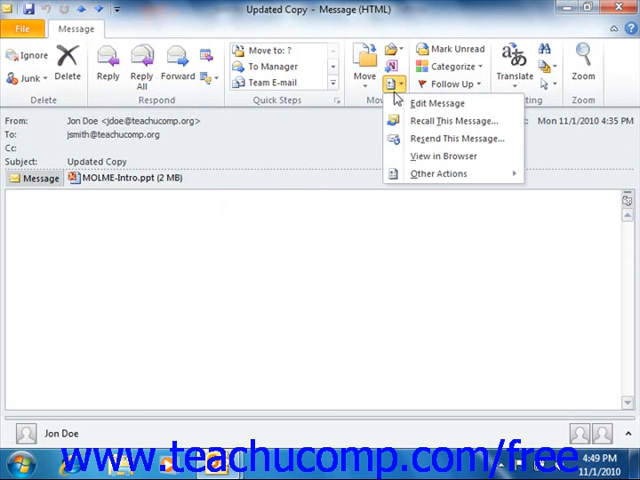 Updated Copy - Message (HTML)
File Message
Ignore
Junk
Delete
Delete
Reply
Reply All
Forward
Respond
Move to: ?
To Manager
Team E-mail
Quick Steps
Move
Mark Unread
Categorize
Follow Up
Translate
Zoom
Zoom
Edit Message
Recall This Message...
Resend This Message...
View in Browser
Other Actions
From: Jon Doe <jdoe@teachucomp.org>
To: jsmith@teachucomp.org
Cc:
Subject: Updated Copy
Mon 11/1/2010 4:35 PM
Message MOLME-Intro.ppt (2 MB)
Jon Doe
www.teachucomp.com/free
4:49 PM
11/1/2010